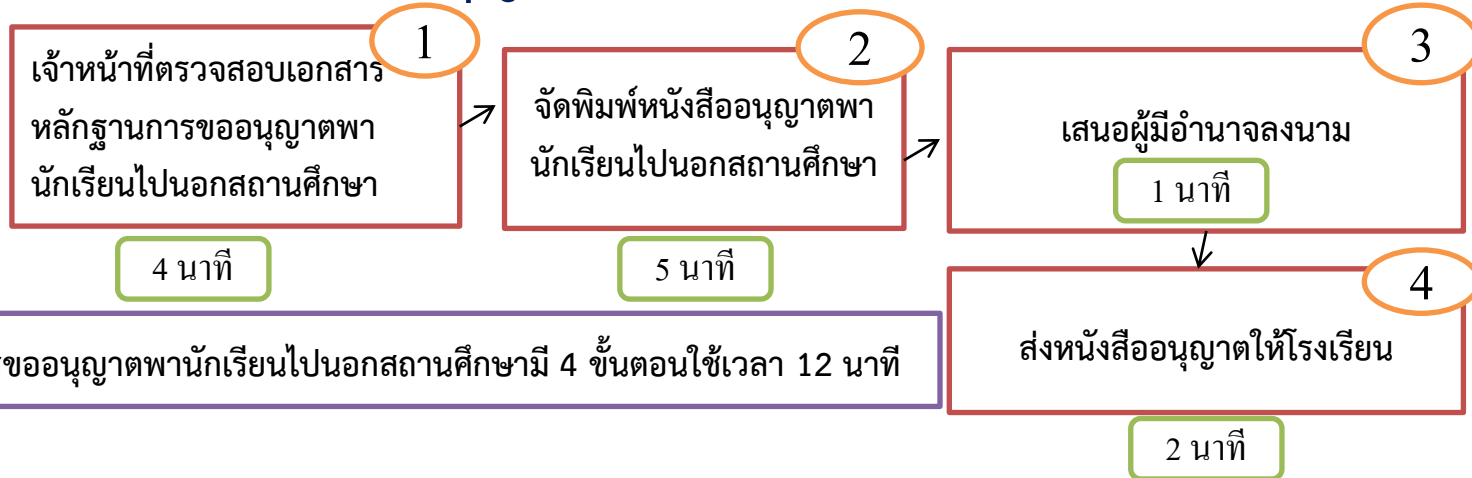 1
เจ้าหน้าที่ตรวจสอบเอกสาร
หลักฐานการขออนุญาตพา
นักเรียนไปนอกสถานศึกษา
4 นาที
2
จัดพิมพ์หนังสืออนุญาตพา
นักเรียนไปนอกสถานศึกษา
5 นาที
3
เสนอผู้มีอำนาจลงนาม
1 นาที
4
ส่งหนังสืออนุญาตให้โรงเรียน
2 นาที
ขออนุญาตพานักเรียนไปนอกสถานศึกษามี 4 ขั้นตอนใช้เวลา 12 นาที